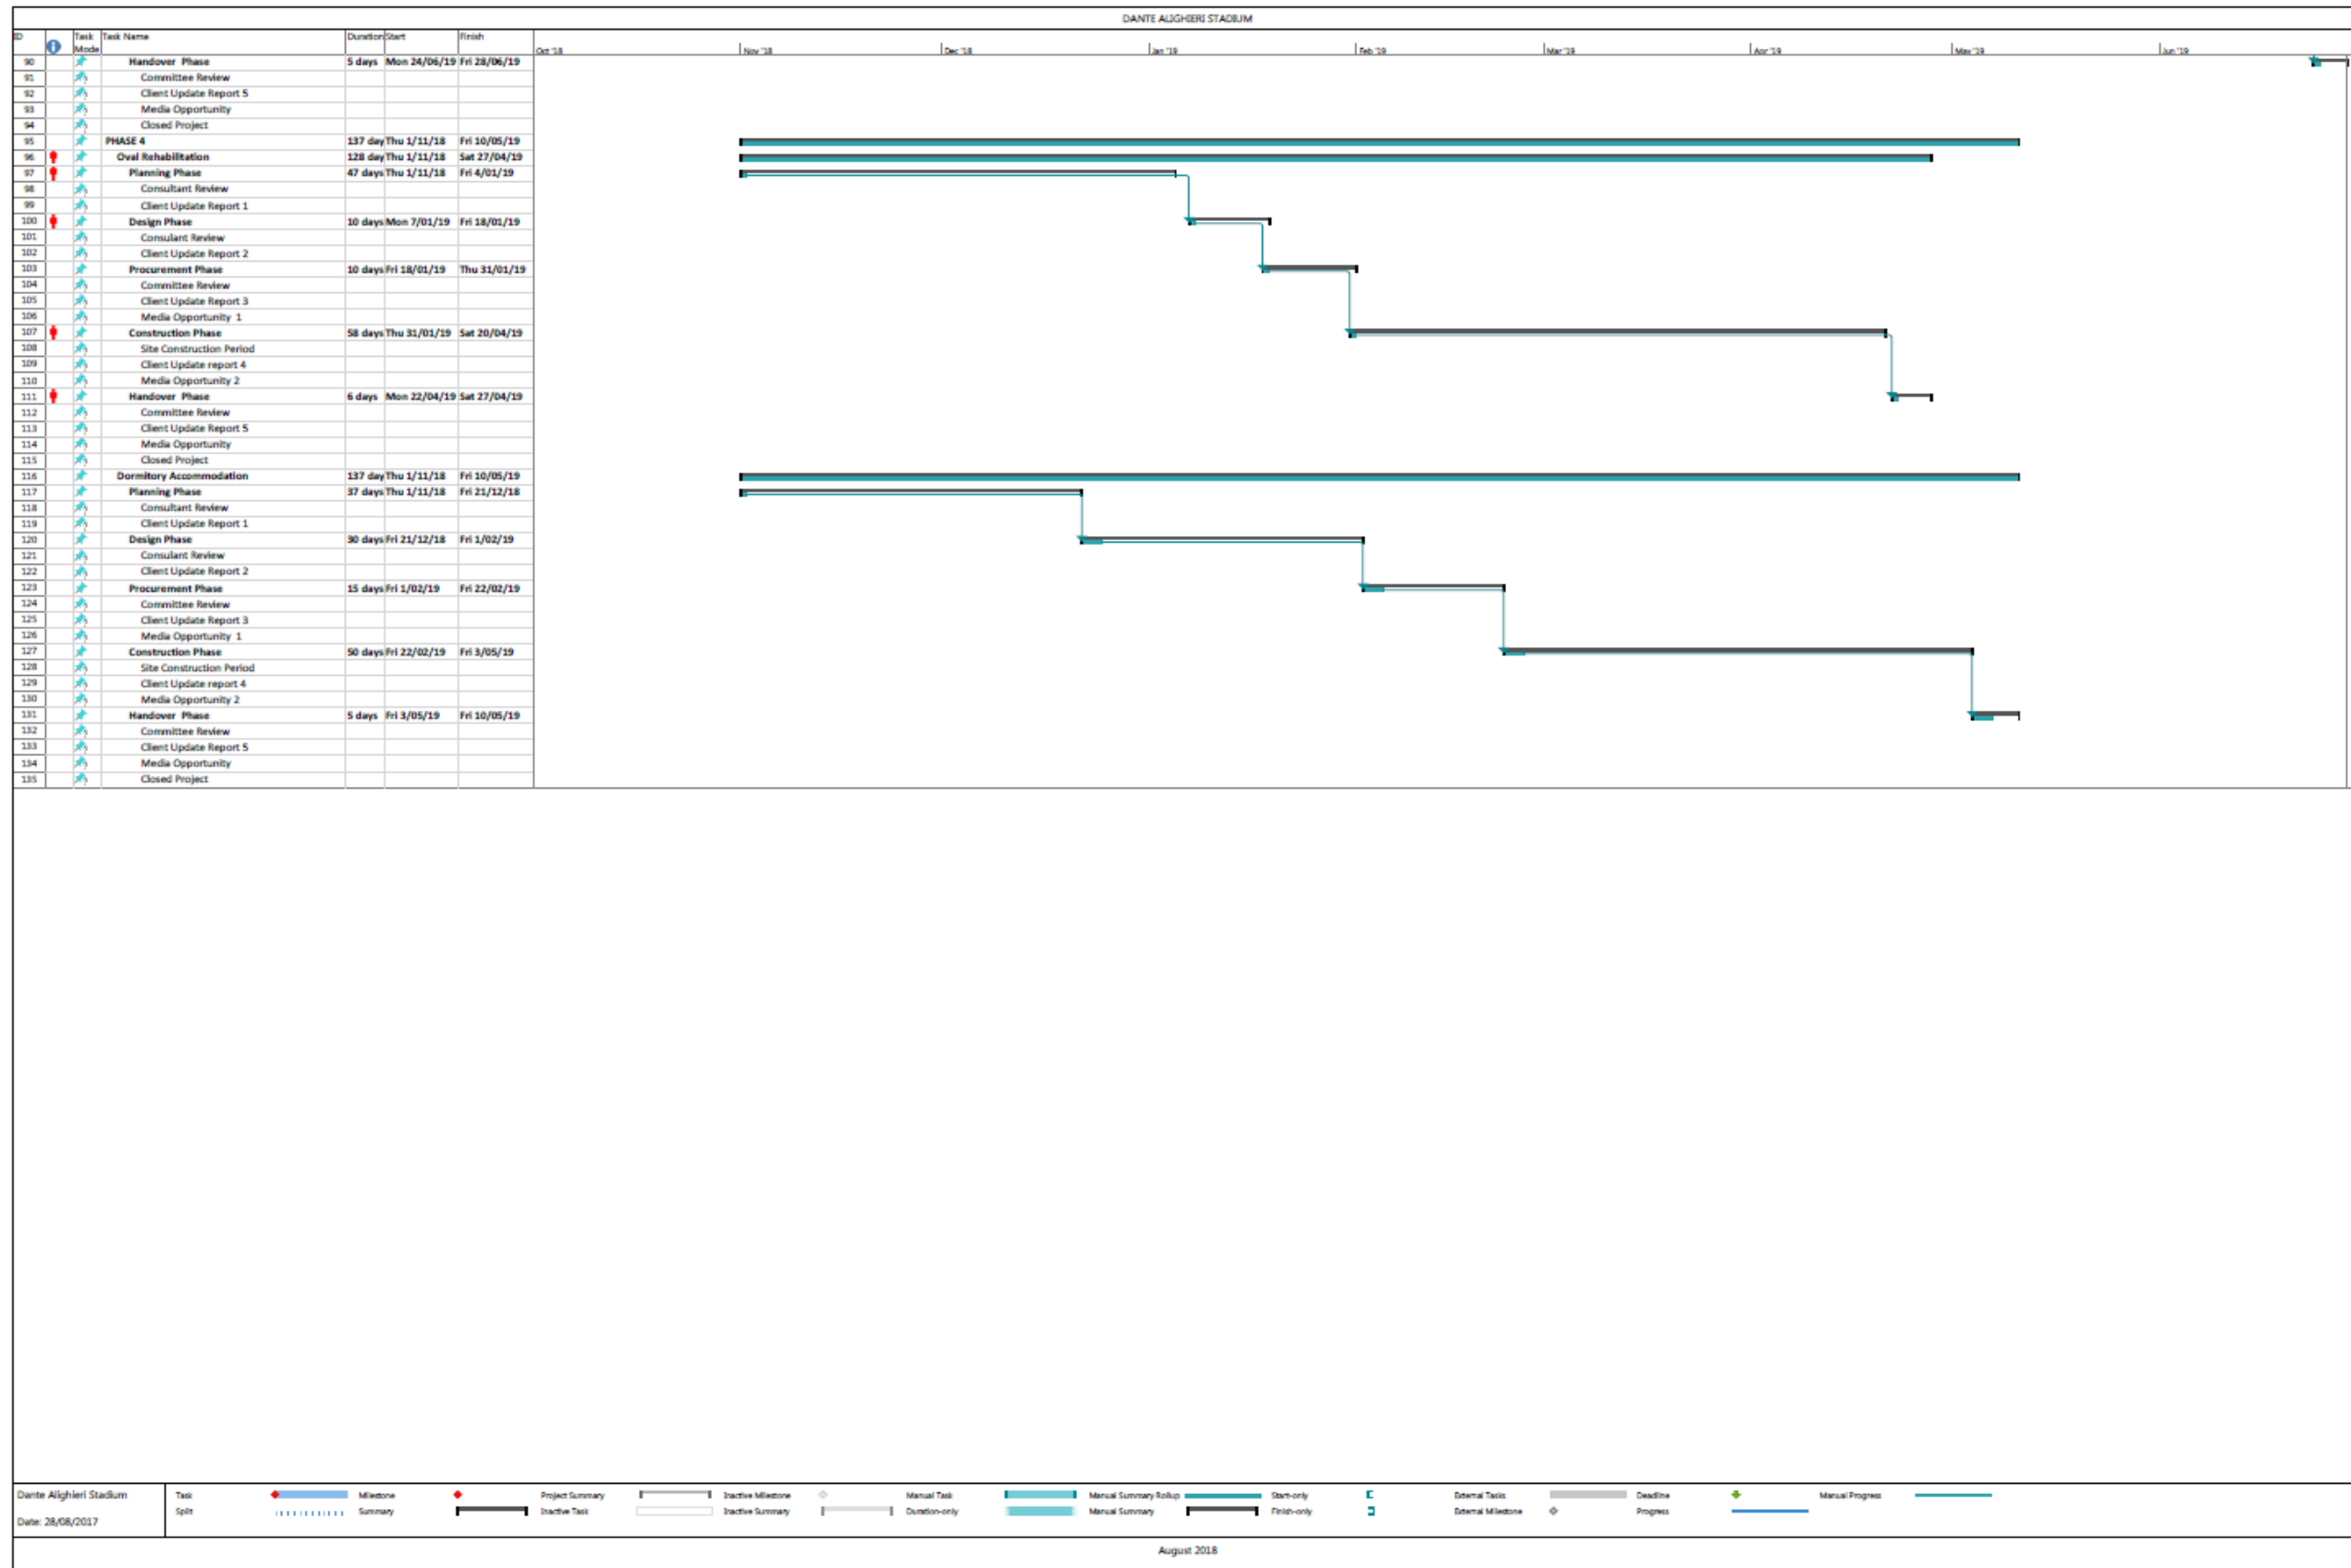 DANTE ALIGHIERI STADIUM
ID Task Mode Task Name Duration Start Finish Oct '18 Nov '18 Dec '18 Jan '19 Feb '19 Mar '19 Apr '19 May '19 Jun '19
90 Handover Phase 5 days Mon 24/06/19 Fri 28/06/19
91 Committee Review
92 Client Update Report 5
93 Media Opportunity
94 Closed Project
95 PHASE 4 137 day Thu 1/11/18 Fri 10/05/19
96 Oval Rehabilitation 128 day Thu 1/11/18 Sat 27/04/19
97 Planning Phase 47 days Thu 1/11/18 Fri 4/01/19
98 Consultant Review
99 Client Update Report 1
100 Design Phase 10 days Mon 7/01/19 Fri 18/01/19
101 Consulant Review
102 Client Update Report 2
103 Procurement Phase 10 days Fri 18/01/19 Thu 31/01/19
104 Committee Review
105 Client Update Report 3
106 Media Opportunity 1
107 Construction Phase 58 days Thu 31/01/19 Sat 20/04/19
108 Site Construction Period
109 Client Update report 4
110 Media Opportunity 2
111 Handover Phase 6 days Mon 22/04/19 Sat 27/04/19
112 Committee Review
113 Client Update Report 5
114 Media Opportunity
115 Closed Project
116 Dormitory Accommodation 137 day Thu 1/11/18 Fri 10/05/19
117 Planning Phase 37 days Thu 1/11/18 Fri 21/12/18
118 Consultant Review
119 Client Update Report 1
120 Design Phase 30 days Fri 21/12/18 Fri 1/02/19
121 Consulant Review
122 Client Update Report 2
123 Procurement Phase 15 days Fri 1/02/19 Fri 22/02/19
124 Committee Review
125 Client Update Report 3
126 Media Opportunity 1
127 Construction Phase 50 days Fri 22/02/19 Fri 3/05/19
128 Site Construction Period
129 Client Update report 4
130 Media Opportunity 2
131 Handover Phase 5 days Fri 3/05/19 Fri 10/05/19
132 Committee Review
133 Client Update Report 5
134 Media Opportunity
135 Closed Project
Dante Alighieri Stadium
Date: 28/08/2017
Task Milestone Project Summary Inactive Milestone Manual Task Manual Summary Rollup Start-only External Tasks Deadline Manual Progress
Split Summary Inactive Task Inactive Summary Duration-only Manual Summary Finish-only External Milestone Progress
August 2018